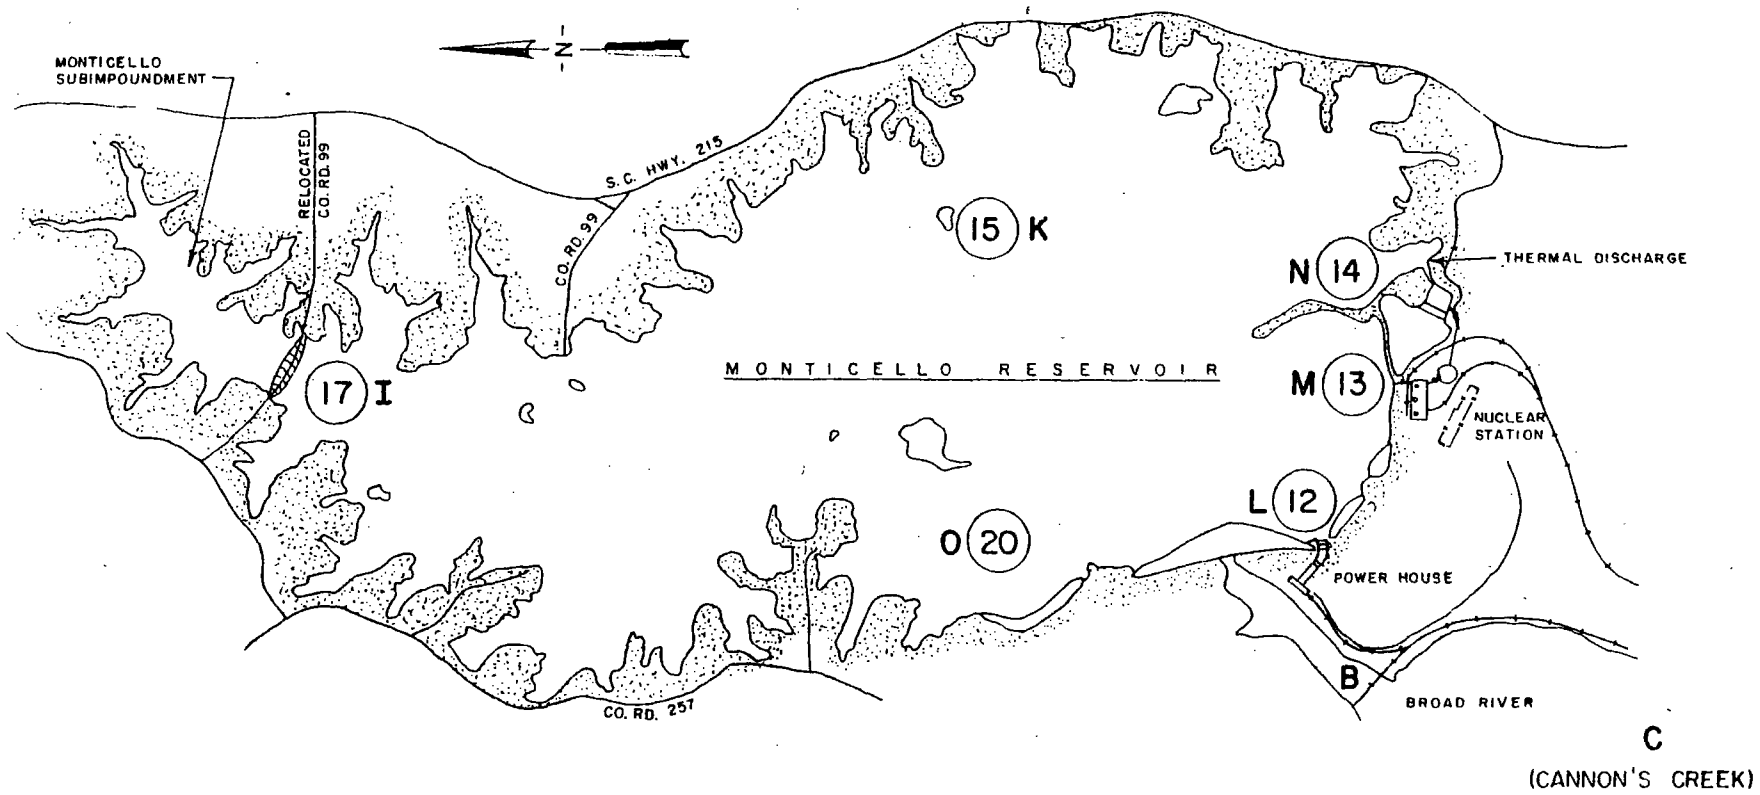 MONTICELLO
SUBIMPOUNDMENT
N
RELOCATED
CO. RD. 99
S. C. HWY. 215
CO. RD. 99
15 K
N 14
THERMAL DISCHARGE
MONTICELLO RESERVOIR
17 I
M 13
NUCLEAR
STATION
L 12
O 20
POWER HOUSE
B
BROAD RIVER
CO. RD. 257
C
(CANNON'S CREEK)